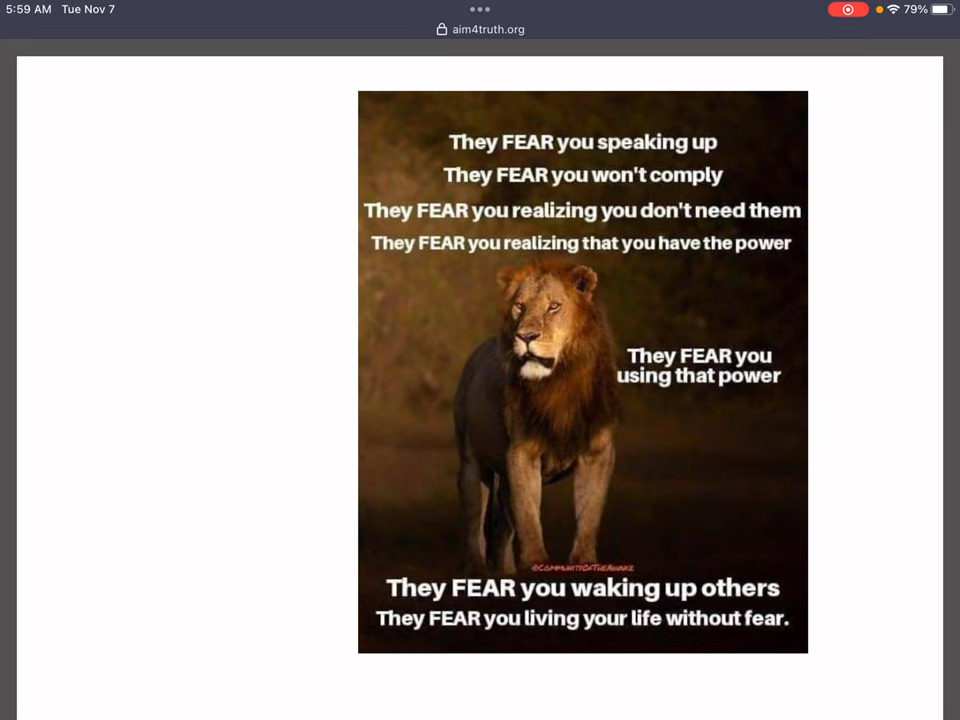 5:59 AM Tue Nov 7
79%
aim4truth.org
They FEAR you speaking up
They FEAR you won't comply
They FEAR you realizing you don't need them
They FEAR you realizing that you have the power
They FEAR you
using that power
@CommunityOfTheAwake
They FEAR you waking up others
They FEAR you living your life without fear.